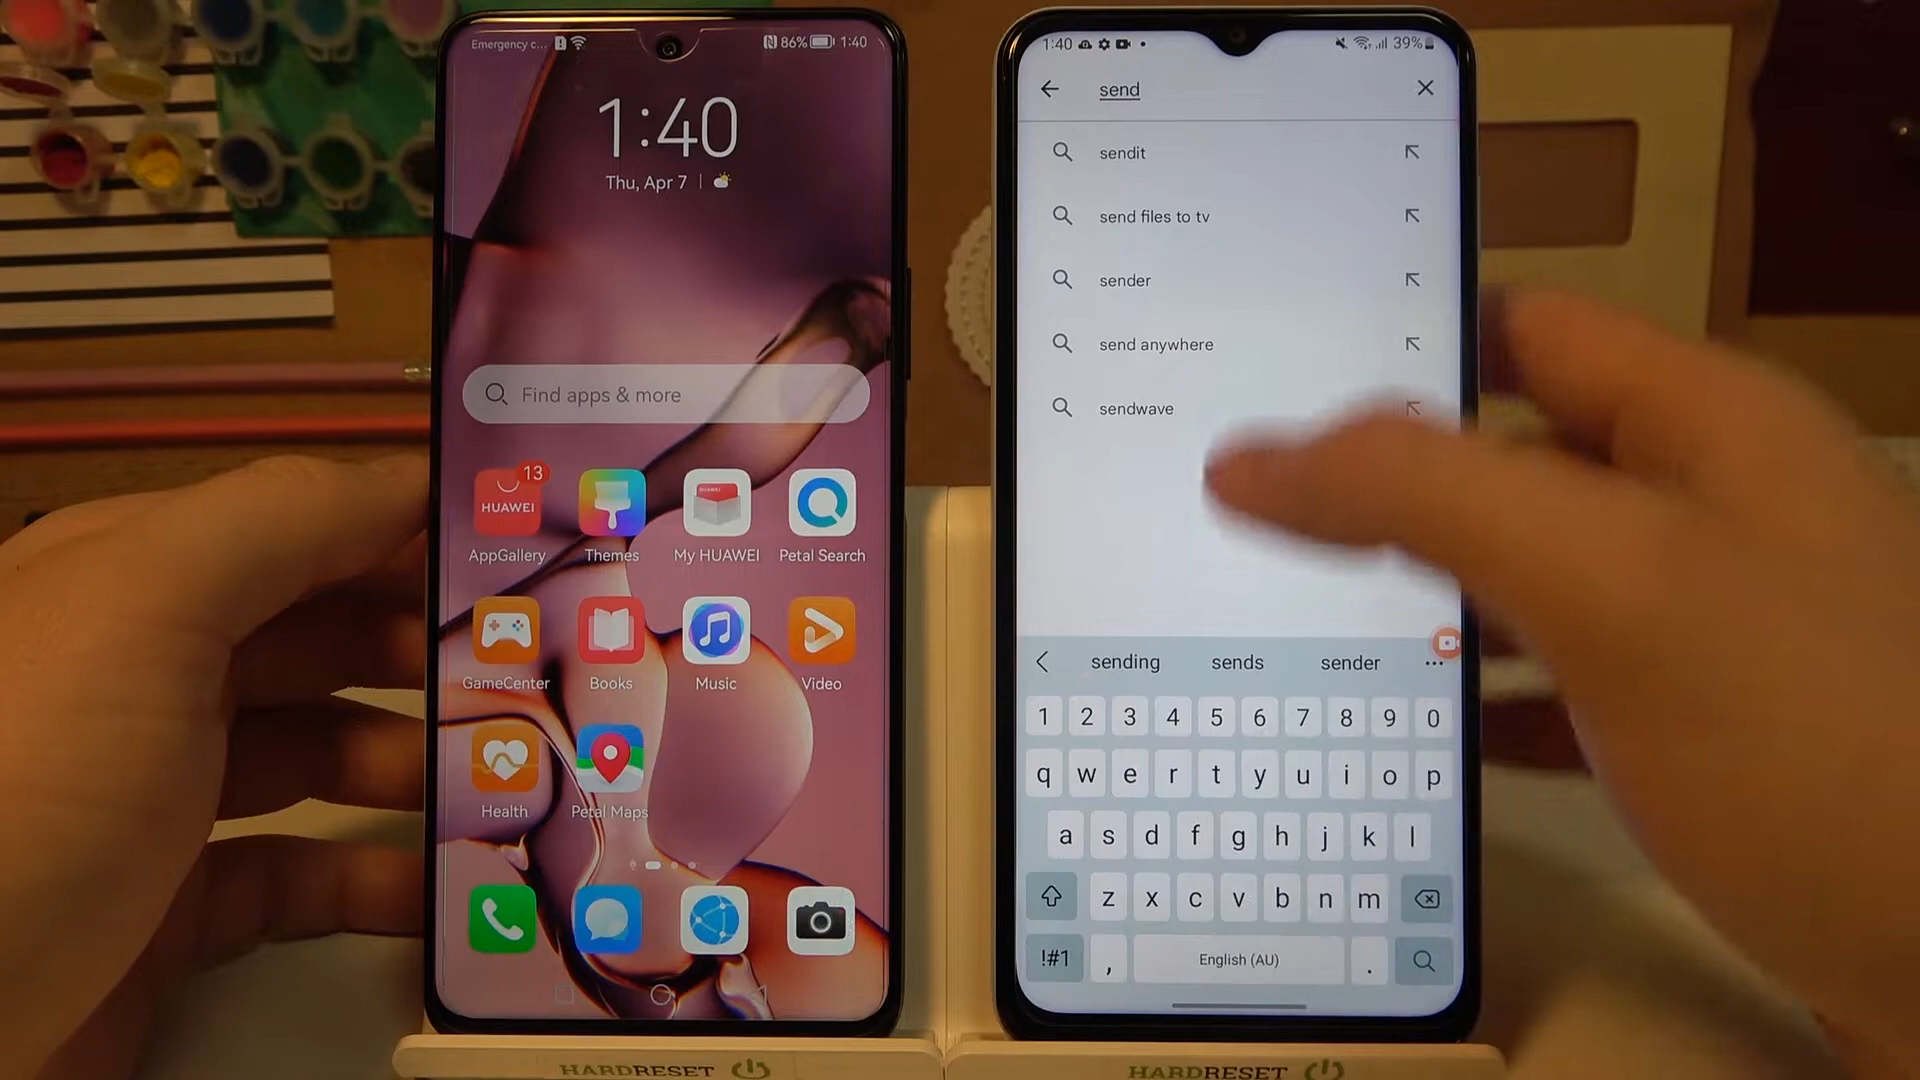 Emergency c...
86% 1:40
1:40
Thu, Apr 7
Find apps & more
13
HUAWEI
HUAWEI
AppGallery Themes My HUAWEI Petal Search
GameCenter Books Music Video
Health Petal Maps
HARDRESET
1:40 39%
send
sendit
send files to tv
sender
send anywhere
sendwave
sending sends sender
1 2 3 4 5 6 7 8 9 0
q w e r t y u i o p
a s d f g h j k l
z x c v b n m
!#1 , English (AU) .
HARDRESET